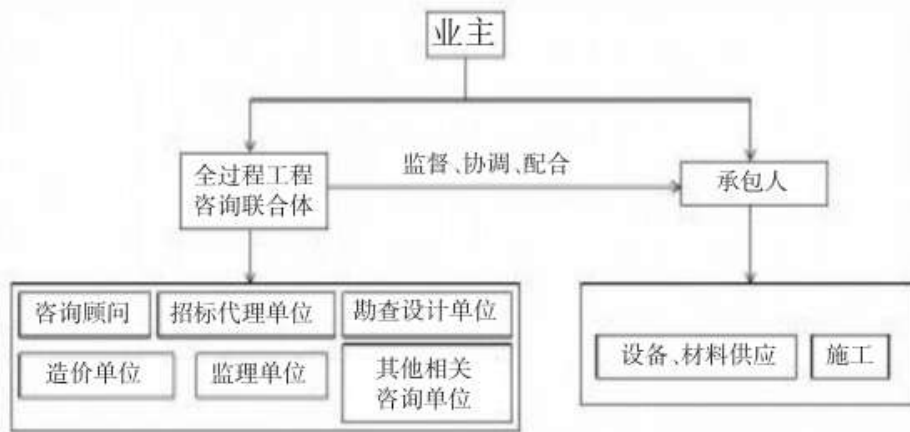 业主
全过程工程
咨询联合体
监督、协调、配合
承包人
咨询顾问
招标代理单位
勘查设计单位
造价单位
监理单位
其他相关
咨询单位
设备、材料供应
施工